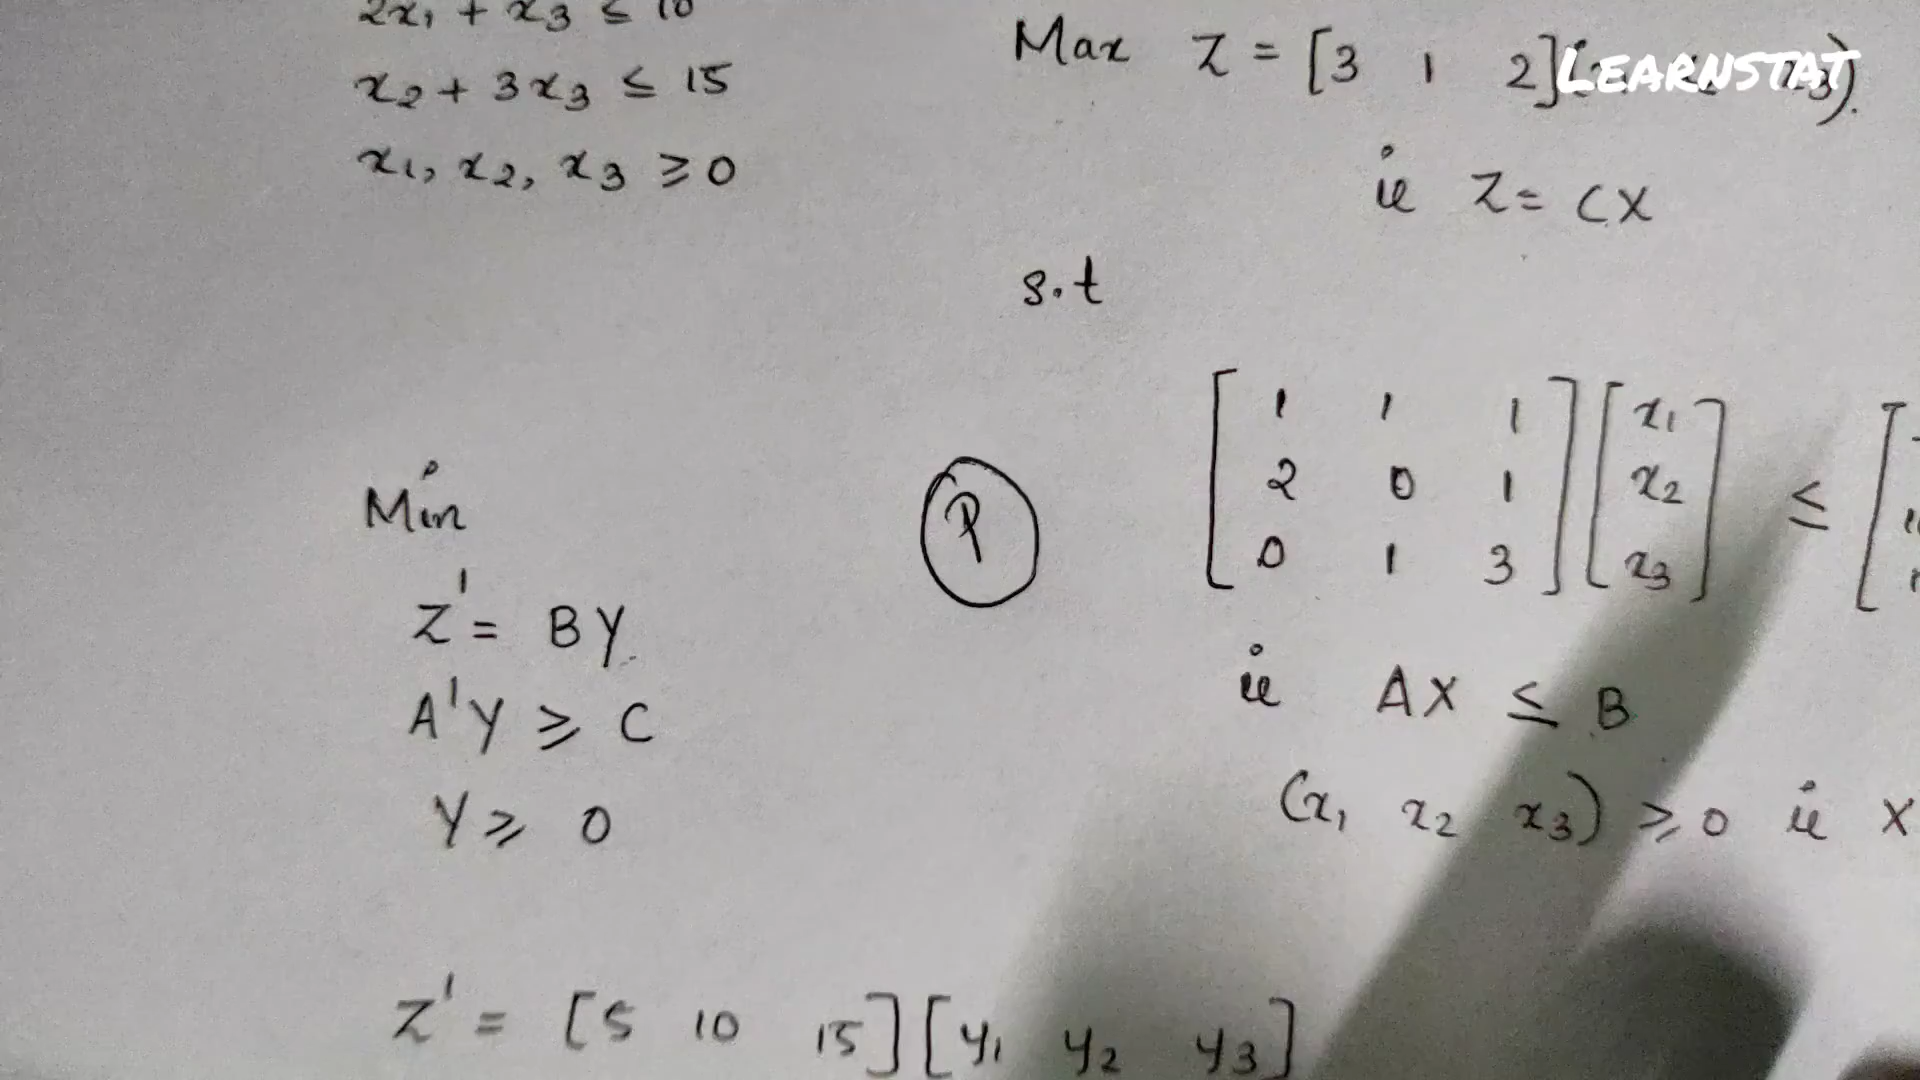 2x1 + x3 ≤ 10
x2 + 3x3 ≤ 15
x1, x2, x3 ≥ 0
Max Z = [3 1 2]( x3).
LEARNSTAT
ie Z = CX
s.t
P
[1 1 1
2 0 1
0 1 3] [x1
x2
x3] ≤ [
ie AX ≤ B
(x1 x2 x3) ≥ 0 ie X
Min
Z' = BY
A'Y ≥ C
Y ≥ 0
Z' = [5 10 15][y1 y2 y3]